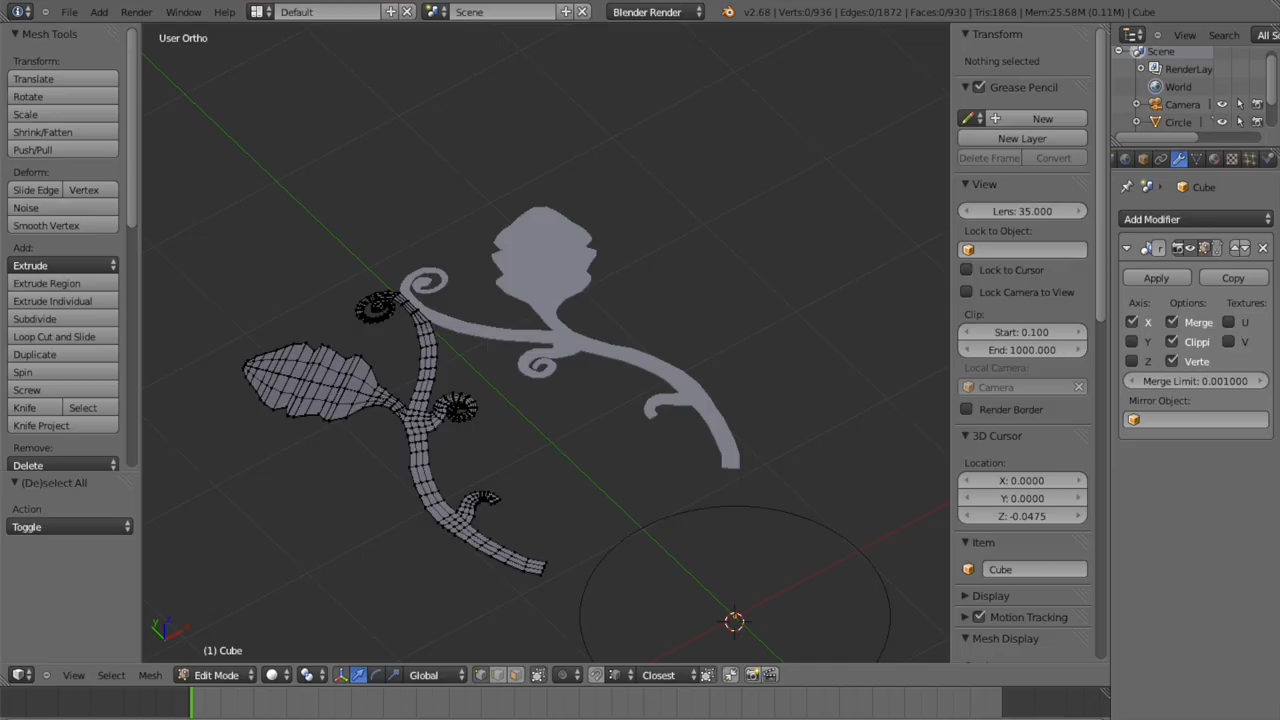 File Add Render Window Help Default Scene Blender Render v2.68 | Verts:0/936 | Edges:0/1872 | Faces:0/930 | Tris:1868 | Mem:25.58M (0.11M) | Cube
Mesh Tools
Transform:
Translate
Rotate
Scale
Shrink/Fatten
Push/Pull
Deform:
Slide Edge Vertex
Noise
Smooth Vertex
Add:
Extrude
Extrude Region
Extrude Individual
Subdivide
Loop Cut and Slide
Duplicate
Spin
Screw
Knife Select
Knife Project
Remove:
Delete
(De)select All
Action
Toggle
User Ortho
y z
(1) Cube
View Select Mesh Edit Mode Global Closest
Transform
Nothing selected
Grease Pencil
New
New Layer
Delete Frame Convert
View
Lens: 35.000
Lock to Object:
Lock to Cursor
Lock Camera to View
Clip:
Start: 0.100
End: 1000.000
Local Camera:
Camera
Render Border
3D Cursor
Location:
X: 0.0000
Y: 0.0000
Z: -0.0475
Item
Cube
Display
Motion Tracking
Mesh Display
View Search All S
Scene
RenderLay
World
Camera
Circle
Cube
Add Modifier
r
Apply Copy
Axis: Options: Textures:
X Merge U
Y Clippi V
Z Verte
Merge Limit: 0.001000
Mirror Object: